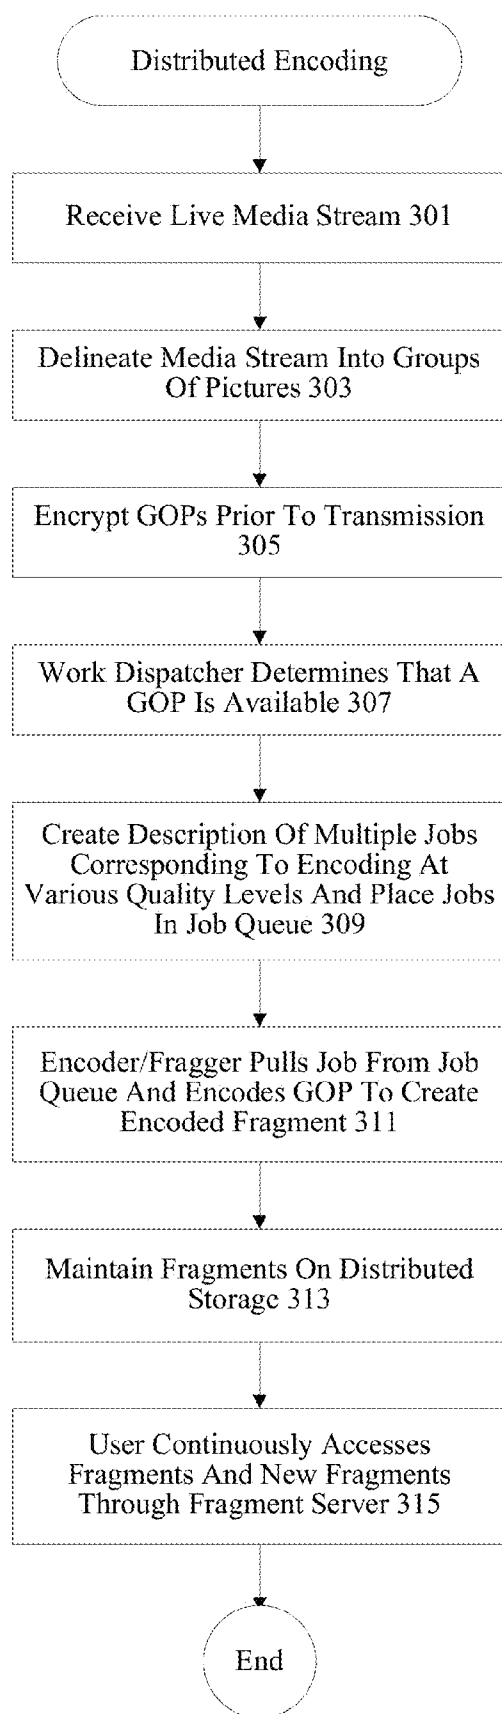 Distributed Encoding
Receive Live Media Stream 301
Delineate Media Stream Into Groups
Of Pictures 303
Encrypt GOPs Prior To Transmission
305
Work Dispatcher Determines That A
GOP Is Available 307
Create Description Of Multiple Jobs
Corresponding To Encoding At
Various Quality Levels And Place Jobs
In Job Queue 309
Encoder/Fragger Pulls Job From Job
Queue And Encodes GOP To Create
Encoded Fragment 311
Maintain Fragments On Distributed
Storage 313
User Continuously Accesses
Fragments And New Fragments
Through Fragment Server 315
End